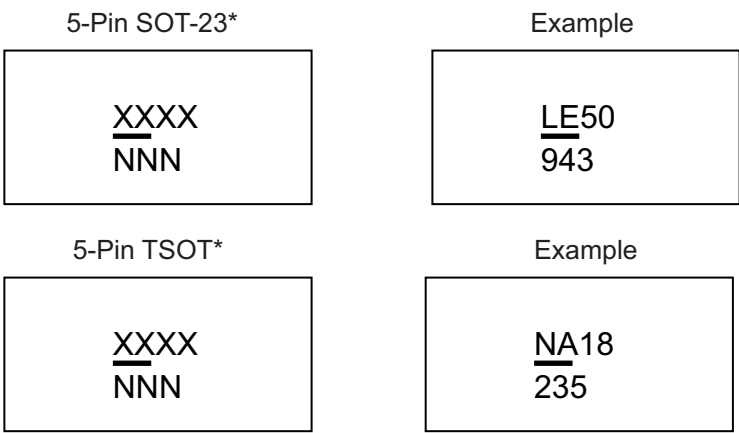 5-Pin SOT-23*
Example
XXXX
NNN
LE50
943
5-Pin TSOT*
Example
XXXX
NNN
NA18
235